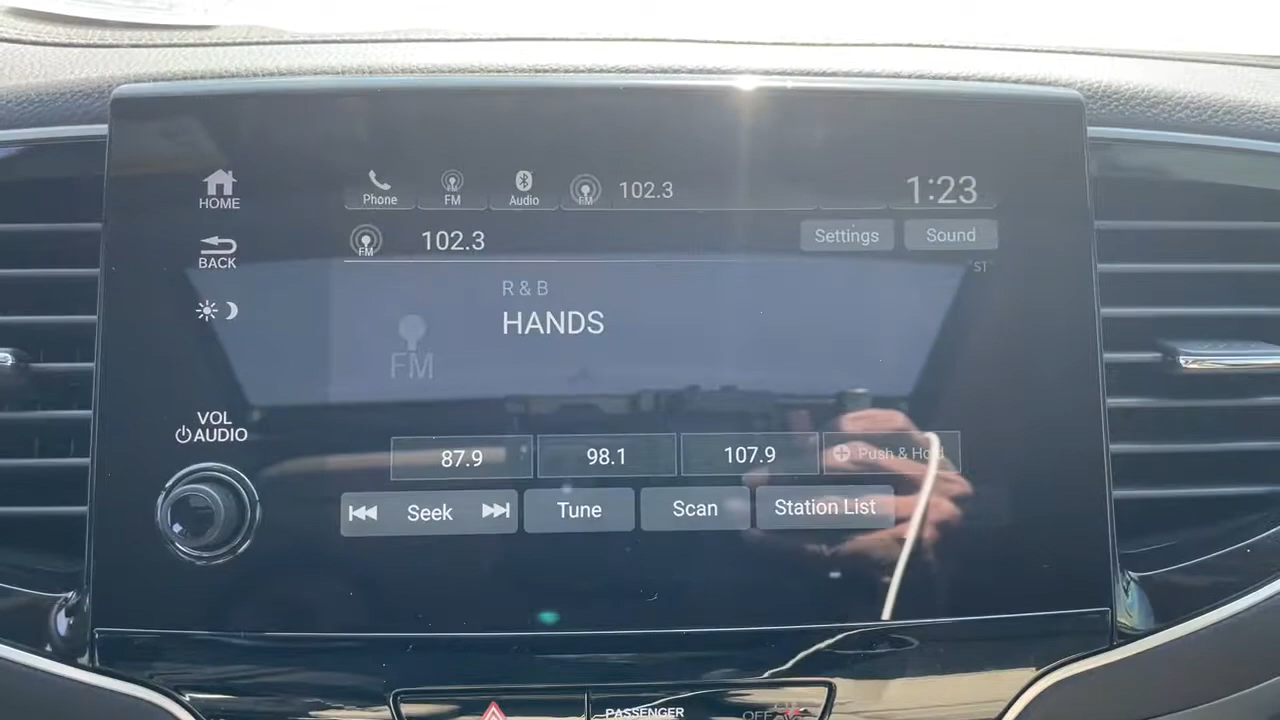 HOME
Phone
FM
Audio
FM
102.3
1:23
FM
102.3
Settings
Sound
BACK
ST
R & B
HANDS
FM
VOL
AUDIO
87.9
98.1
107.9
Push & Hold
Seek
Tune
Scan
Station List
PASSENGER
OFF